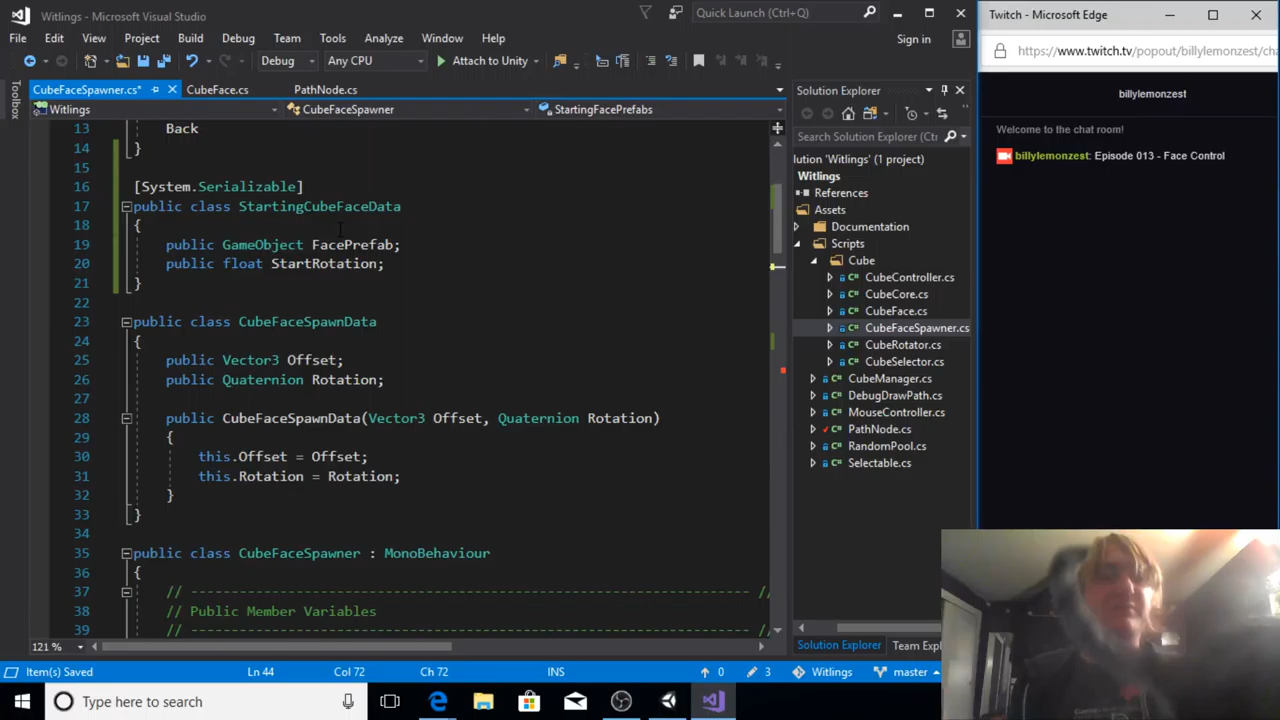 Witlings - Microsoft Visual Studio
Quick Launch (Ctrl+Q)
File Edit View Project Build Debug Team Tools Analyze Window Help
Sign in
Debug Any CPU Attach to Unity
CubeFaceSpawner.cs* CubeFace.cs PathNode.cs
Witlings CubeFaceSpawner StartingFacePrefabs
Toolbox
13 Back
14 }
15
16 [System.Serializable]
17 public class StartingCubeFaceData
18 {
19 public GameObject FacePrefab;
20 public float StartRotation;
21 }
22
23 public class CubeFaceSpawnData
24 {
25 public Vector3 Offset;
26 public Quaternion Rotation;
27
28 public CubeFaceSpawnData(Vector3 Offset, Quaternion Rotation)
29 {
30 this.Offset = Offset;
31 this.Rotation = Rotation;
32 }
33 }
34
35 public class CubeFaceSpawner : MonoBehaviour
36 {
37 // -------------------------------------------------------------------- //
38 // Public Member Variables
39 // -------------------------------------------------------------------- //
121 %
Solution Explorer
Search Solution Explorer (Ctrl
lution 'Witlings' (1 project)
Witlings
References
Assets
Documentation
Scripts
Cube
CubeController.cs
CubeCore.cs
CubeFace.cs
CubeFaceSpawner.cs
CubeRotator.cs
CubeSelector.cs
CubeManager.cs
DebugDrawPath.cs
MouseController.cs
PathNode.cs
RandomPool.cs
Selectable.cs
Solution Explorer Team Expl
Item(s) Saved Ln 44 Col 72 Ch 72 INS 0 3 Witlings master
Type here to search
Twitch - Microsoft Edge
https://www.twitch.tv/popout/billylemonzest/cha
billylemonzest
Welcome to the chat room!
billylemonzest: Episode 013 - Face Control